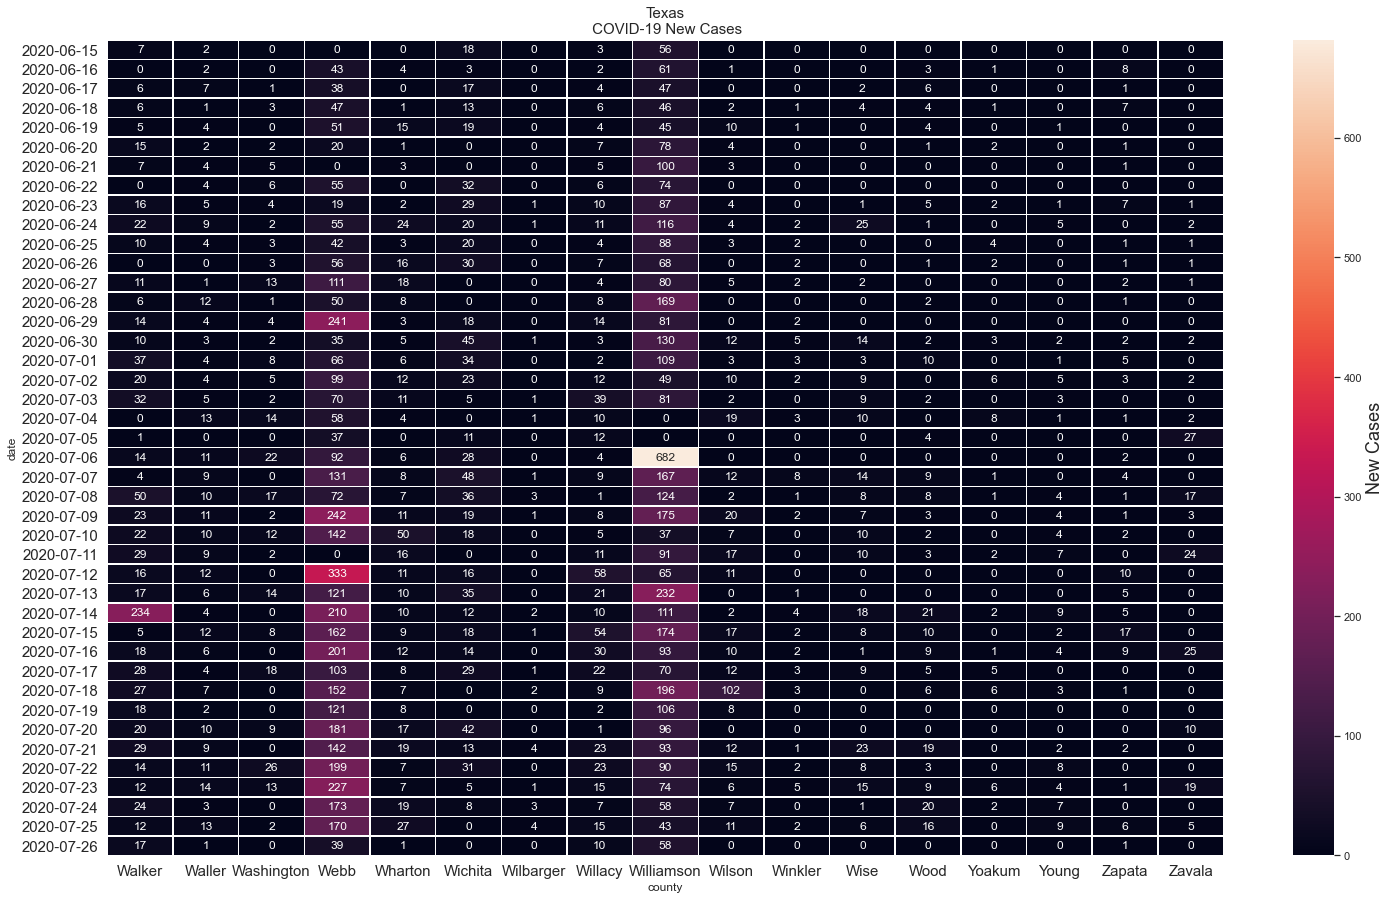 Texas
COVID-19 New Cases
2020-06-15 7 2 0 0 0 18 0 3 56 0 0 0 0 0 0 0 0
2020-06-16 0 2 0 43 4 3 0 2 61 1 0 0 3 1 0 8 0
2020-06-17 6 7 1 38 0 17 0 4 47 0 0 2 6 0 0 1 0
2020-06-18 6 1 3 47 1 13 0 6 46 2 1 4 4 1 0 7 0
2020-06-19 5 4 0 51 15 19 0 4 45 10 1 0 4 0 1 0 0
2020-06-20 15 2 2 20 1 0 0 7 78 4 0 0 1 2 0 1 0
2020-06-21 7 4 5 0 3 0 0 5 100 3 0 0 0 0 0 1 0
2020-06-22 0 4 6 55 0 32 0 6 74 0 0 0 0 0 0 0 0
2020-06-23 16 5 4 19 2 29 1 10 87 4 0 1 5 2 1 7 1
2020-06-24 22 9 2 55 24 20 1 11 116 4 2 25 1 0 5 0 2
2020-06-25 10 4 3 42 3 20 0 4 88 3 2 0 0 4 0 1 1
2020-06-26 0 0 3 56 16 30 0 7 68 0 2 0 1 2 0 1 1
2020-06-27 11 1 13 111 18 0 0 4 80 5 2 2 0 0 0 2 1
2020-06-28 6 12 1 50 8 0 0 8 169 0 0 0 2 0 0 1 0
2020-06-29 14 4 4 241 3 18 0 14 81 0 2 0 0 0 0 0 0
2020-06-30 10 3 2 35 5 45 1 3 130 12 5 14 2 3 2 2 2
2020-07-01 37 4 8 66 6 34 0 2 109 3 3 3 10 0 1 5 0
2020-07-02 20 4 5 99 12 23 0 12 49 10 2 9 0 6 5 3 2
2020-07-03 32 5 2 70 11 5 1 39 81 2 0 9 2 0 3 0 0
2020-07-04 0 13 14 58 4 0 1 10 0 19 3 10 0 8 1 1 2
2020-07-05 1 0 0 37 0 11 0 12 0 0 0 0 4 0 0 0 27
2020-07-06 14 11 22 92 6 28 0 4 682 0 0 0 0 0 0 2 0
2020-07-07 4 9 0 131 8 48 1 9 167 12 8 14 9 1 0 4 0
2020-07-08 50 10 17 72 7 36 3 1 124 2 1 8 8 1 4 1 17
2020-07-09 23 11 2 242 11 19 1 8 175 20 2 7 3 0 4 1 3
2020-07-10 22 10 12 142 50 18 0 5 37 7 0 10 2 0 4 2 0
2020-07-11 29 9 2 0 16 0 0 11 91 17 0 10 3 2 7 0 24
2020-07-12 16 12 0 333 11 16 0 58 65 11 0 0 0 0 0 10 0
2020-07-13 17 6 14 121 10 35 0 21 232 0 1 0 0 0 0 5 0
2020-07-14 234 4 0 210 10 12 2 10 111 2 4 18 21 2 9 5 0
2020-07-15 5 12 8 162 9 18 1 54 174 17 2 8 10 0 2 17 0
2020-07-16 18 6 0 201 12 14 0 30 93 10 2 1 9 1 4 9 25
2020-07-17 28 4 18 103 8 29 1 22 70 12 3 9 5 5 0 0 0
2020-07-18 27 7 0 152 7 0 2 9 196 102 3 0 6 6 3 1 0
2020-07-19 18 2 0 121 8 0 0 2 106 8 0 0 0 0 0 0 0
2020-07-20 20 10 9 181 17 42 0 1 96 0 0 0 0 0 0 0 10
2020-07-21 29 9 0 142 19 13 4 23 93 12 1 23 19 0 2 2 0
2020-07-22 14 11 26 199 7 31 0 23 90 15 2 8 3 0 8 0 0
2020-07-23 12 14 13 227 7 5 1 15 74 6 5 15 9 6 4 1 19
2020-07-24 24 3 0 173 19 8 3 7 58 7 0 1 20 2 7 0 0
2020-07-25 12 13 2 170 27 0 4 15 43 11 2 6 16 0 9 6 5
2020-07-26 17 1 0 39 1 0 0 10 58 0 0 0 0 0 0 1 0
Walker Waller Washington Webb Wharton Wichita Wilbarger Willacy Williamson Wilson Winkler Wise Wood Yoakum Young Zapata Zavala
county
date
600
500
400
300
200
100
0
New Cases